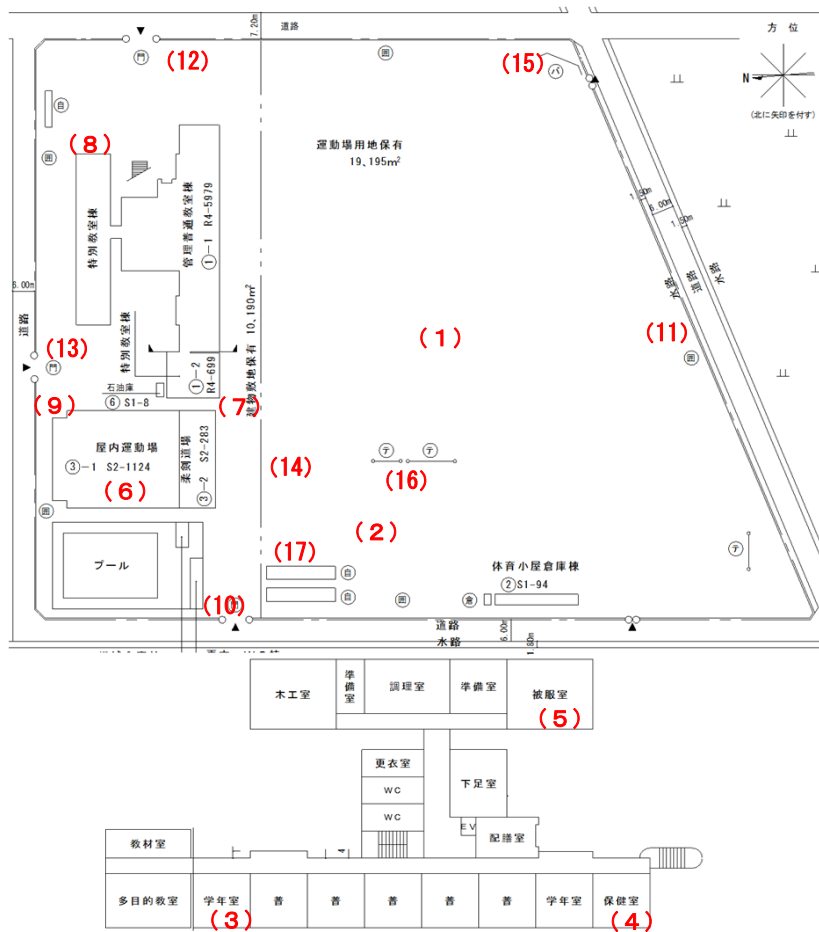 道路
7.20m
方位
N
(北に矢印を付す)
門
(12)
囲
(15)
バ
自
(8)
囲
運動場用地保有
19,195m²
特別教室棟
管理普通教室棟
①-1 R4-5979
1.50m
6.00m
1.50m
水路
道路
水路
6.00m
道路
(13)
門
特別教室棟
①-2
R4-699
建物敷地保有 10,190m²
(1)
(11)
囲
石油庫
⑥ S1-8
(9)
(7)
屋内運動場
③-1 S2-1124
(6)
柔剣道場
③-2 S2-283
(14)
テ
テ
(16)
囲
(2)
プール
(17)
自
自
体育小屋倉庫棟
②S1-94
倉
囲
テ
(10)
門
道路
水路
6.00m
1.80m
木工室
準備室
調理室
準備室
被服室
(5)
更衣室
WC
WC
下足室
EV
配膳室
教材室
4
多目的教室
学年室
普
普
普
普
普
学年室
保健室
(3)
(4)